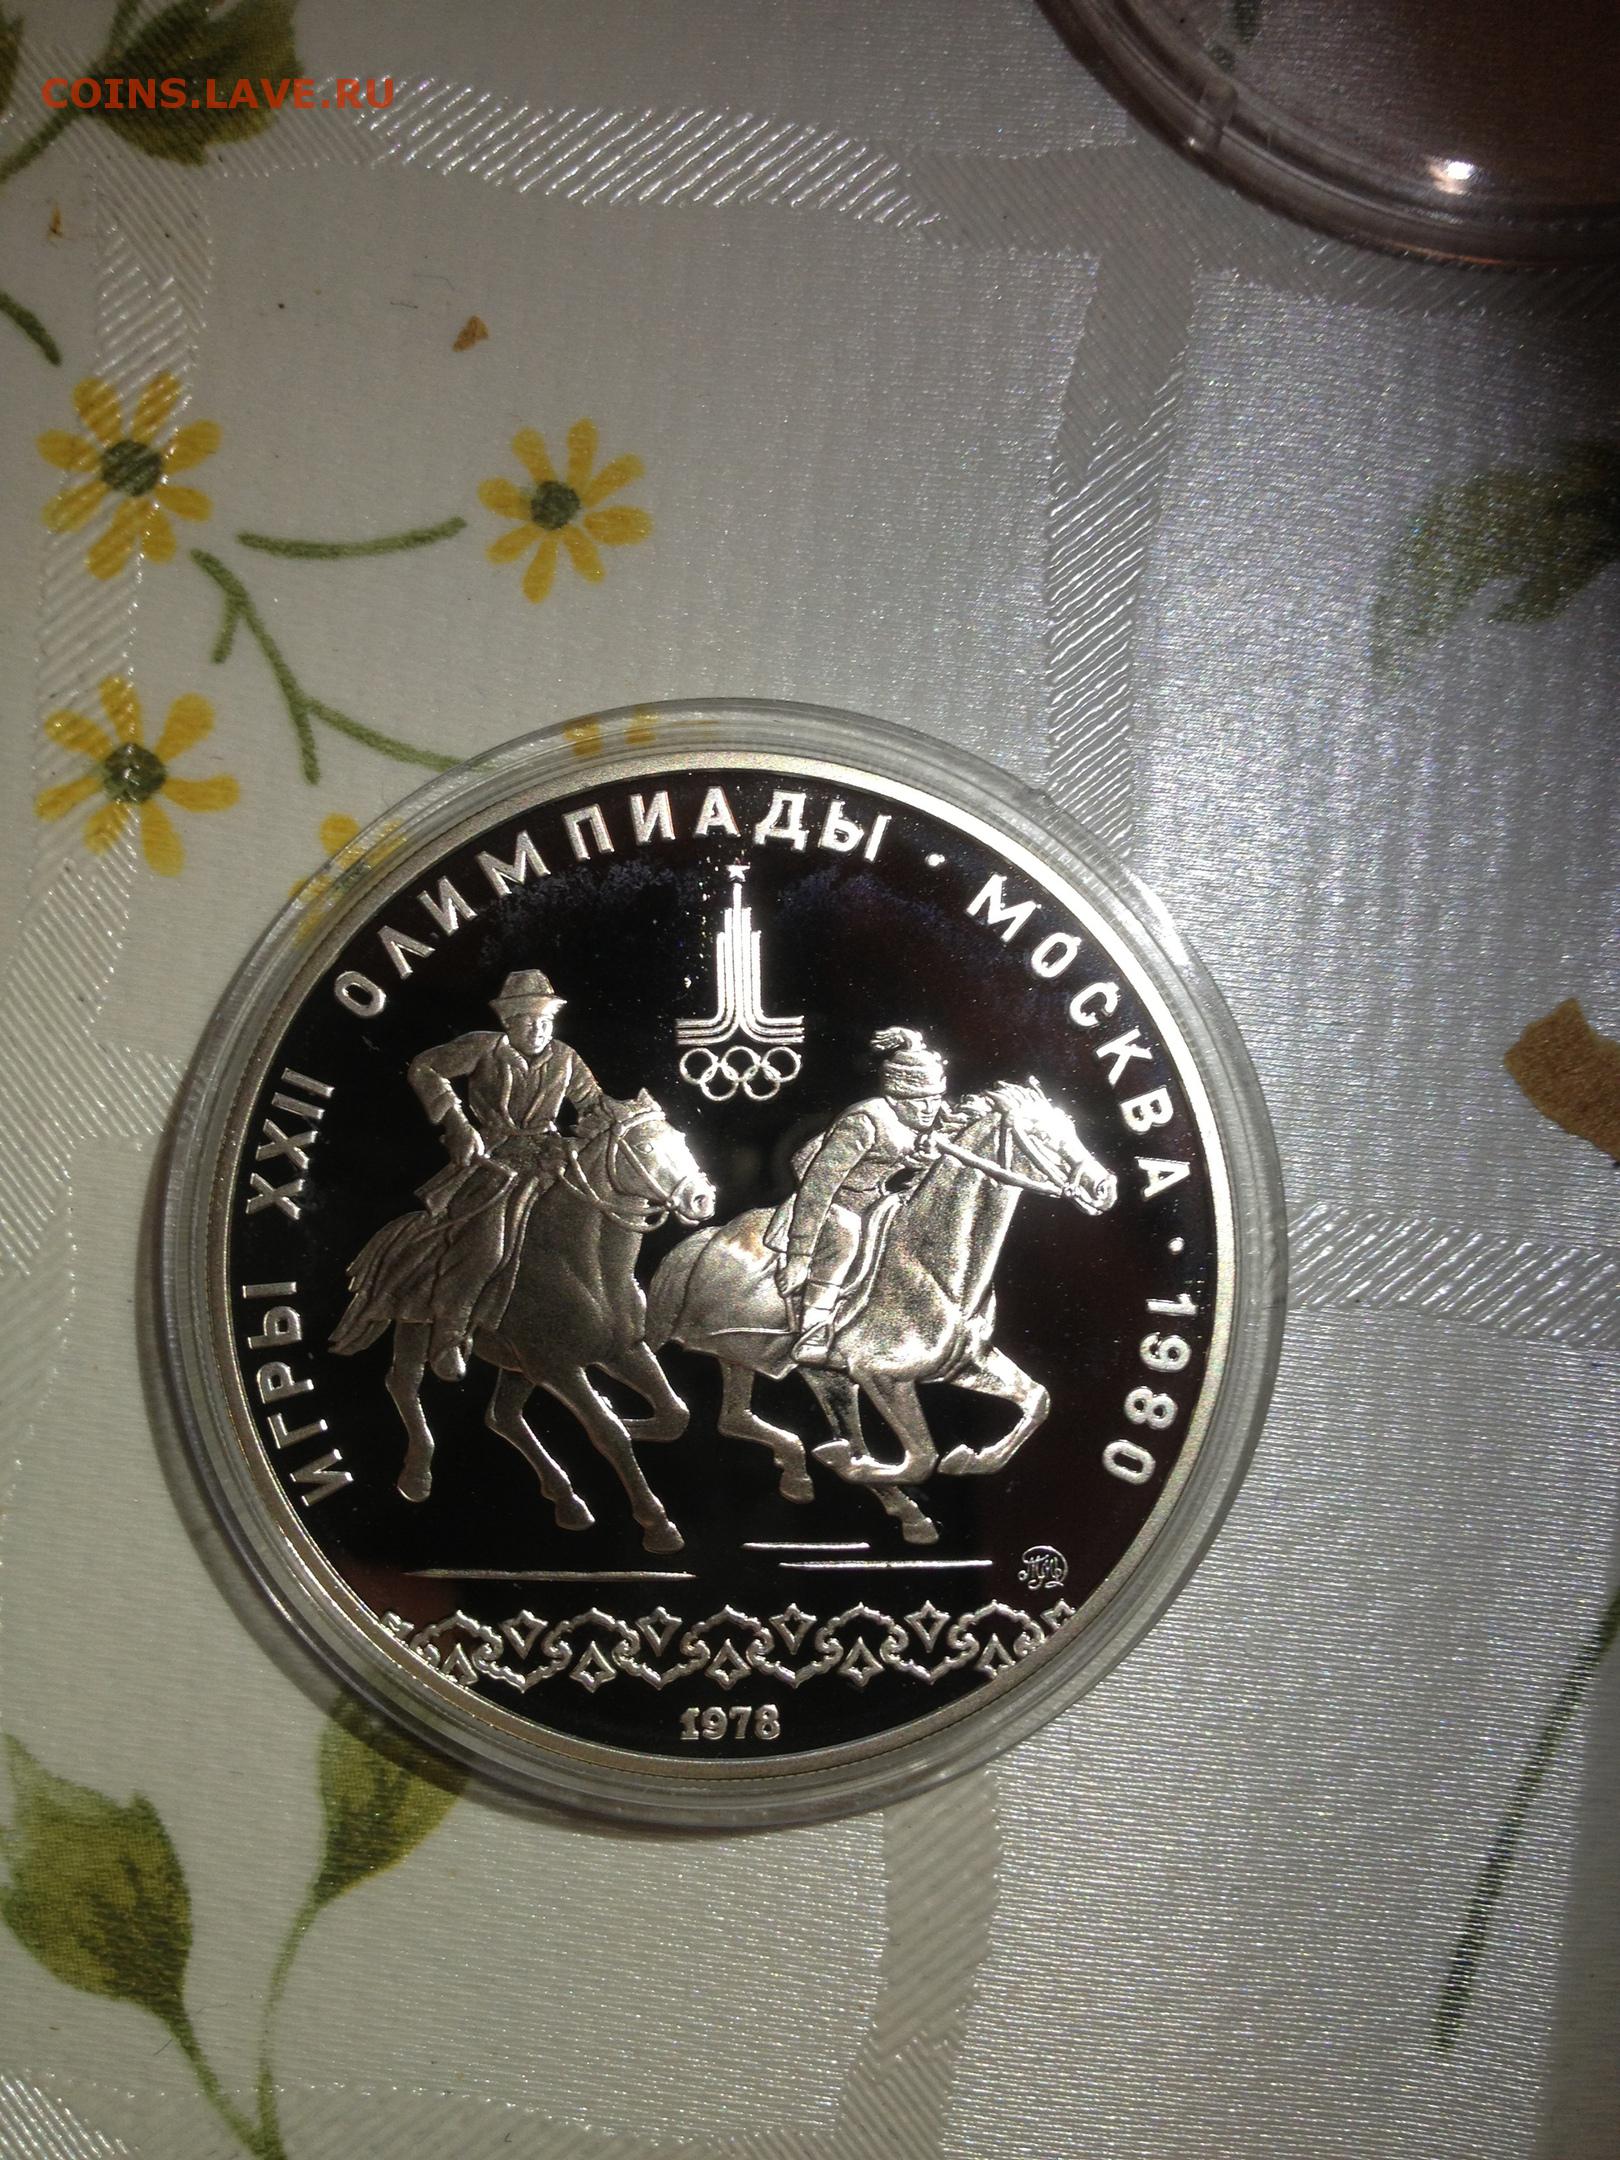 COINS.LAVE.RU
ИГРЫ XXII ОЛИМПИАДЫ · МОСКВА · 1980
1978